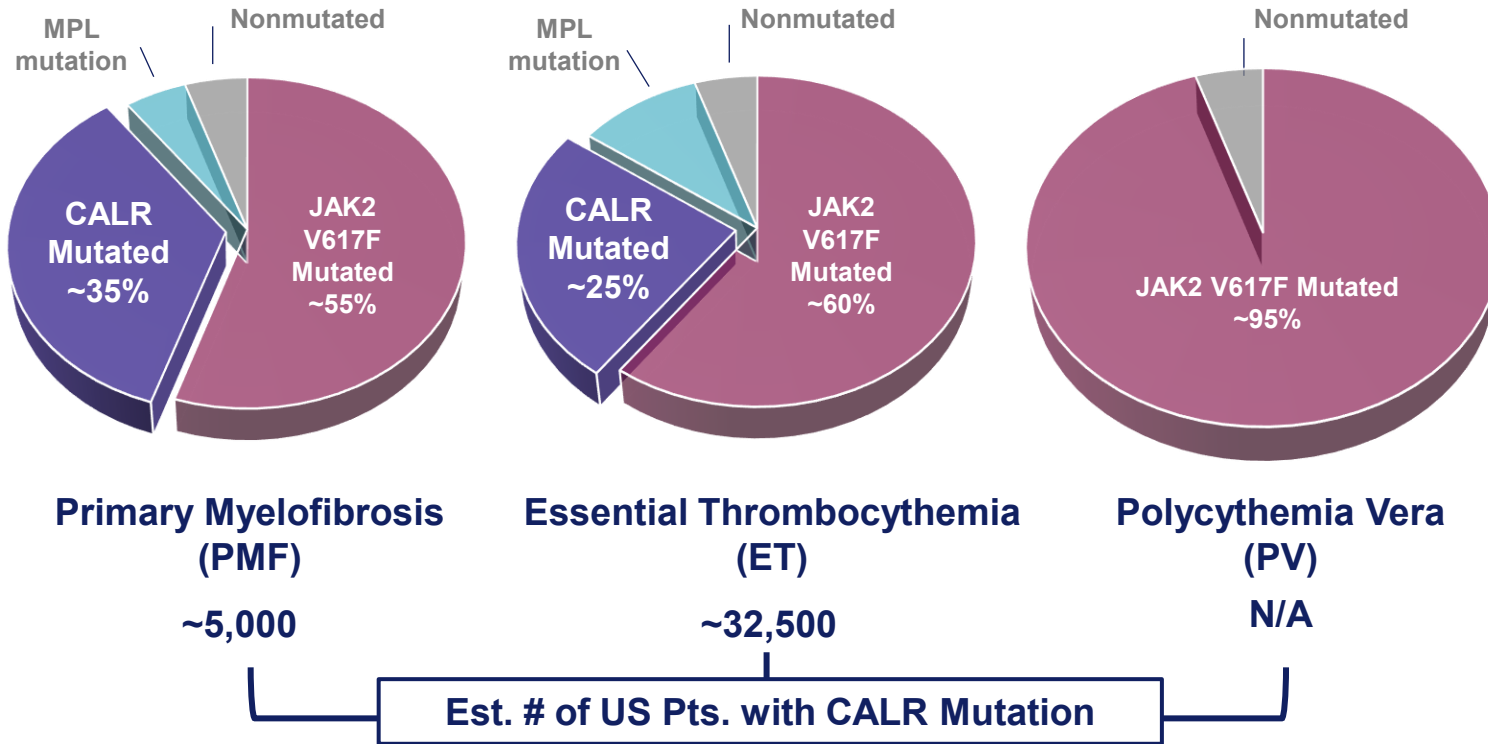 MPL
mutation
Nonmutated
CALR
Mutated
~35%
JAK2
V617F
Mutated
~55%
MPL
mutation
Nonmutated
CALR
Mutated
~25%
JAK2
V617F
Mutated
~60%
Nonmutated
JAK2 V617F Mutated
~95%
Primary Myelofibrosis
(PMF)
~5,000
Essential Thrombocythemia
(ET)
~32,500
Polycythemia Vera
(PV)
N/A
Est. # of US Pts. with CALR Mutation